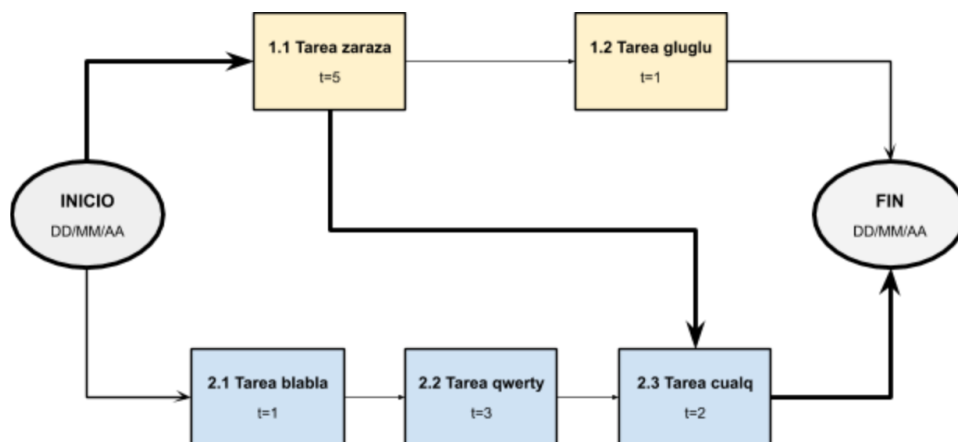 1.1 Tarea zaraza
t=5
1.2 Tarea gluglu
t=1
INICIO
DD/MM/AA
FIN
DD/MM/AA
2.1 Tarea blabla
t=1
2.2 Tarea qwerty
t=3
2.3 Tarea cualq
t=2